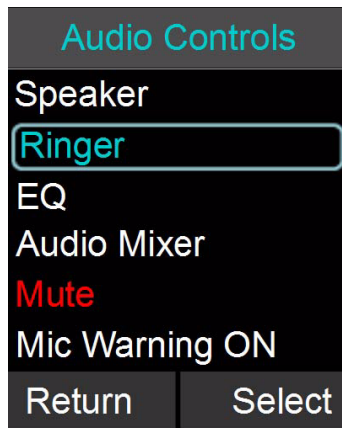 Audio Controls
Speaker
Ringer
EQ
Audio Mixer
Mute
Mic Warning ON
Return Select